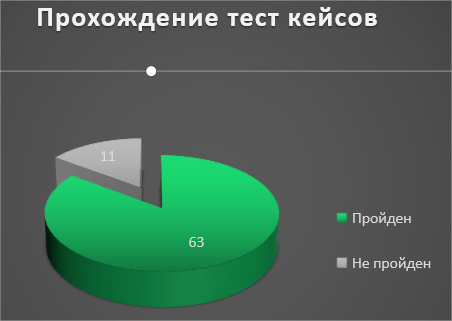 Прохождение тест кейсов
11
63
Пройден
Не пройден